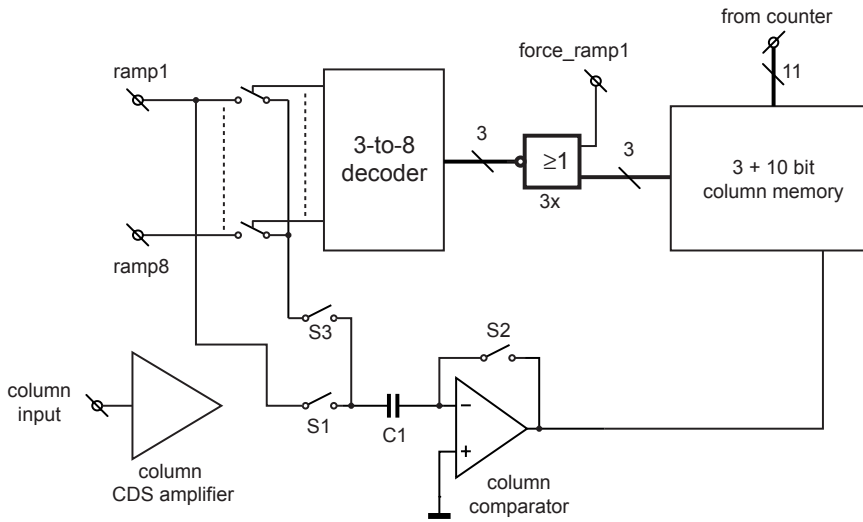 from counter
11
force_ramp1
ramp1
3-to-8
decoder
3
≥1
3x
3
3 + 10 bit
column memory
ramp8
S3
S2
column
input
S1
C1
−
+
column
CDS amplifier
column
comparator